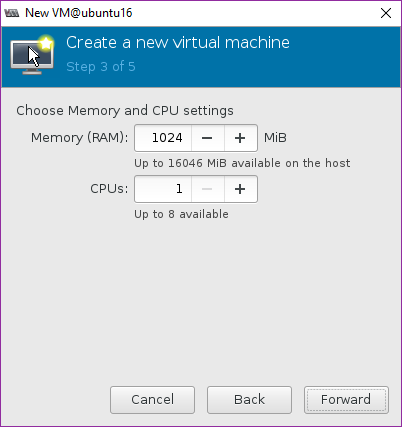 New VM@ubuntu16
Create a new virtual machine
Step 3 of 5
Choose Memory and CPU settings
Memory (RAM): 1024 − + MiB
Up to 16046 MiB available on the host
CPUs: 1 − +
Up to 8 available
Cancel Back Forward